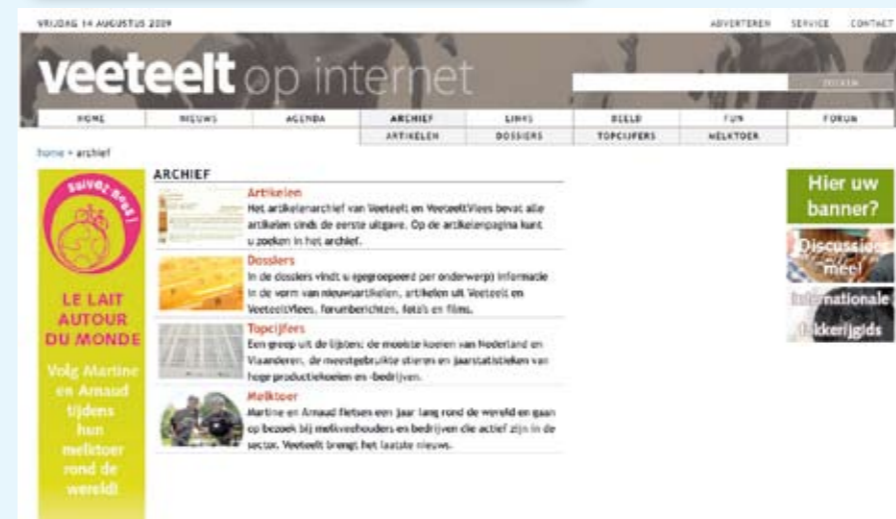 VRIJDAG 14 AUGUSTUS 2009
ADVERTEREN SERVICE CONTACT
veeteelt op internet
ZOEKEN
HOME NIEUWS AGENDA ARCHIEF LINKS BEELD FUN FORUM
ARTIKELEN DOSSIERS TOPCIJFERS MELKTOER
home > archief
Suivez-nous!
LE LAIT
AUTOUR
DU MONDE
Volg Martine
en Arnaud
tijdens
hun
melktoer
rond de
wereld!
ARCHIEF
Artikelen
Het artikelenarchief van Veeteelt en VeeteeltVlees bevat alle
artikelen sinds de eerste uitgave. Op de artikelenpagina kunt
u zoeken in het archief.
Dossiers
In de dossiers vindt u (gegroepeerd per onderwerp) informatie
in de vorm van nieuwsartikelen, artikelen uit Veeteelt en
VeeteeltVlees, forumberichten, foto's en films.
Topcijfers
Een greep uit de lijsten: de mooiste koeien van Nederland en
Vlaanderen, de meestgebruikte stieren en jaarstatistieken van
hoge productiekoeien en -bedrijven.
Melktoer
Martine en Arnaud fietsen een jaar lang rond de wereld en gaan
op bezoek bij melkveehouders en bedrijven die actief zijn in de
sector. Veeteelt brengt het laatste nieuws.
Hier uw
banner?
Discussieer
mee!
Internationale
fokkerijgids